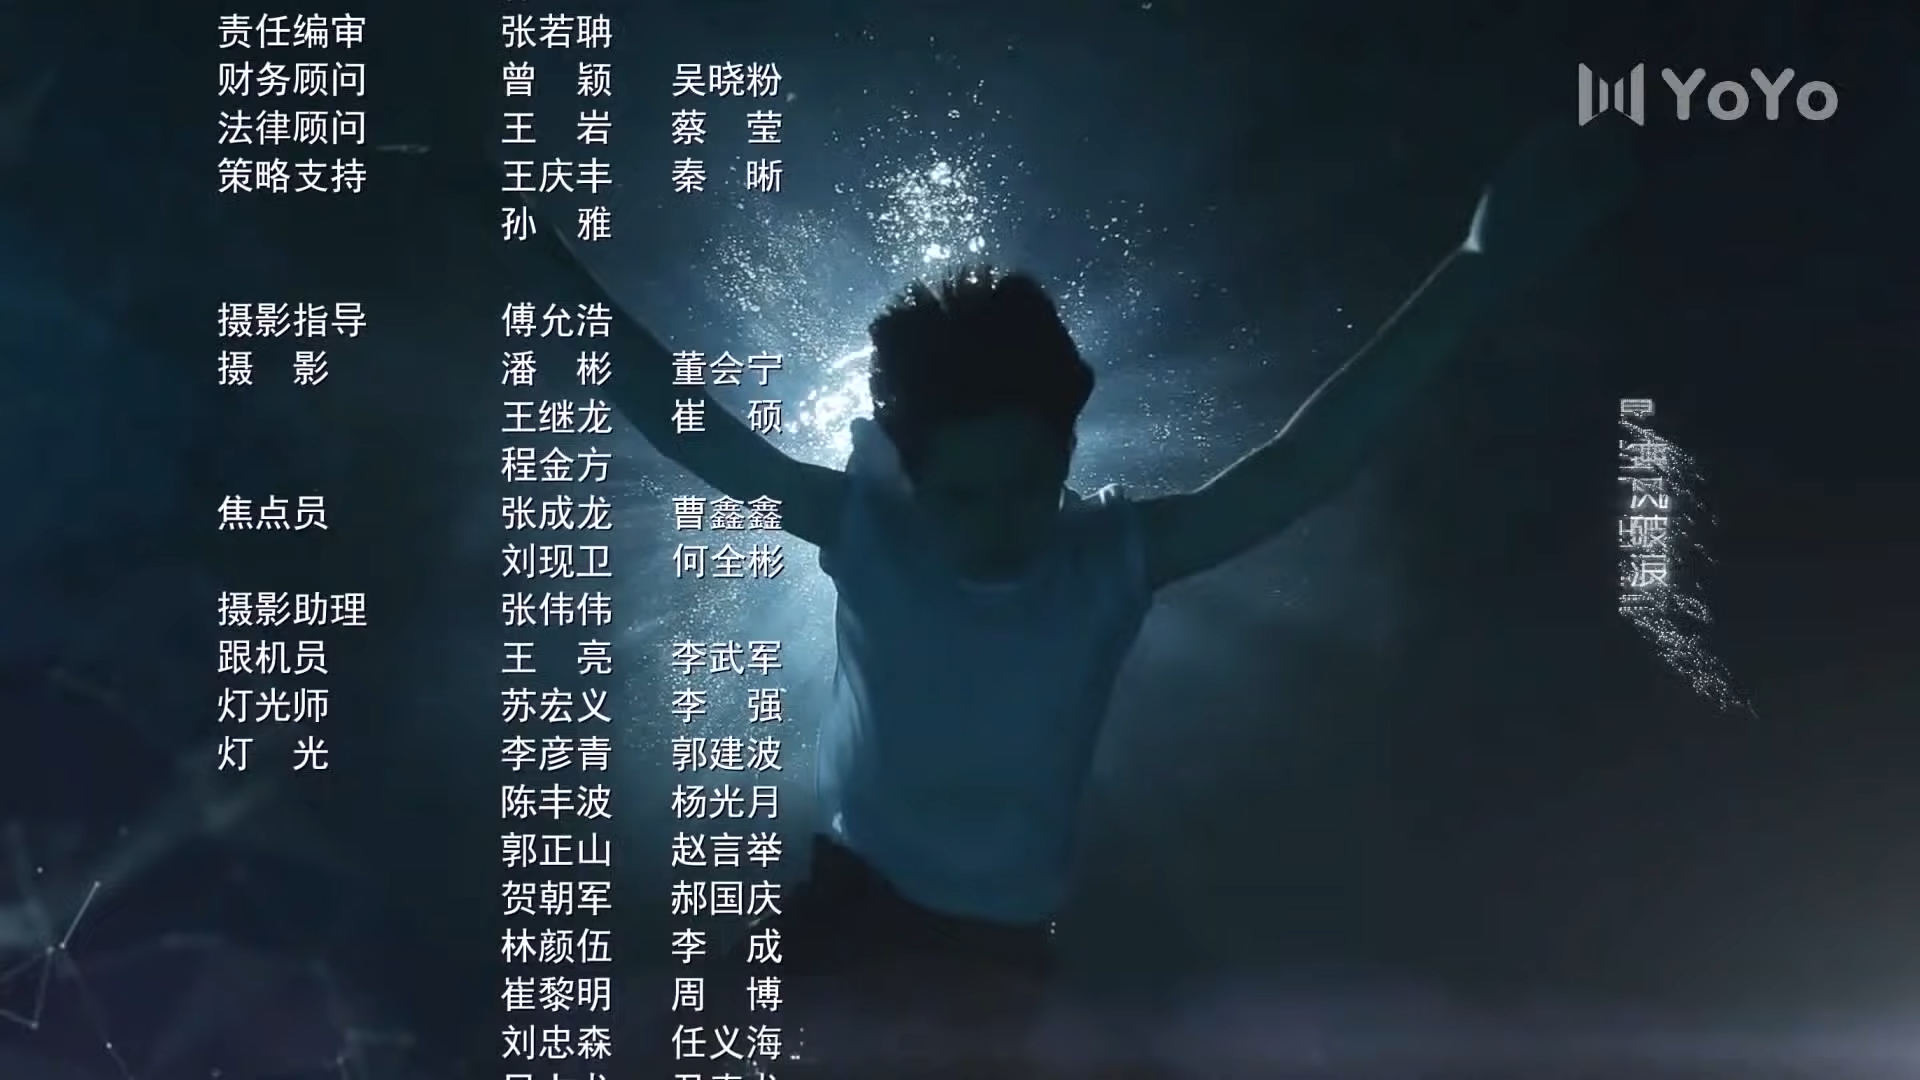 责任编审 张若聃
财务顾问 曾颖 吴晓粉
法律顾问 王岩 蔡莹
策略支持 王庆丰 秦晰
孙雅
摄影指导 傅允浩
摄影 潘彬 董会宁
王继龙 崔硕
程金方
焦点员 张成龙 曹鑫鑫
刘现卫 何全彬
摄影助理 张伟伟
跟机员 王亮 李武军
灯光师 苏宏义 李强
灯光 李彦青 郭建波
陈丰波 杨光月
郭正山 赵言举
贺朝军 郝国庆
林颜伍 李成
崔黎明 周博
刘忠森 任义海
YoYo
破浪